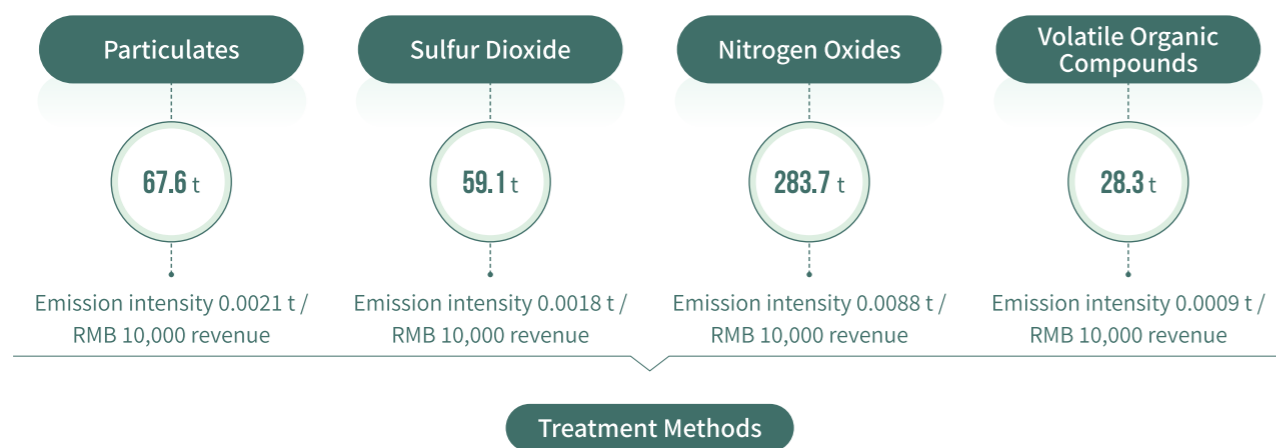 Particulates
Sulfur Dioxide
Nitrogen Oxides
Volatile Organic
Compounds
67.6 t
59.1 t
283.7 t
28.3 t
Emission intensity 0.0021 t /
RMB 10,000 revenue
Emission intensity 0.0018 t /
RMB 10,000 revenue
Emission intensity 0.0088 t /
RMB 10,000 revenue
Emission intensity 0.0009 t /
RMB 10,000 revenue
Treatment Methods